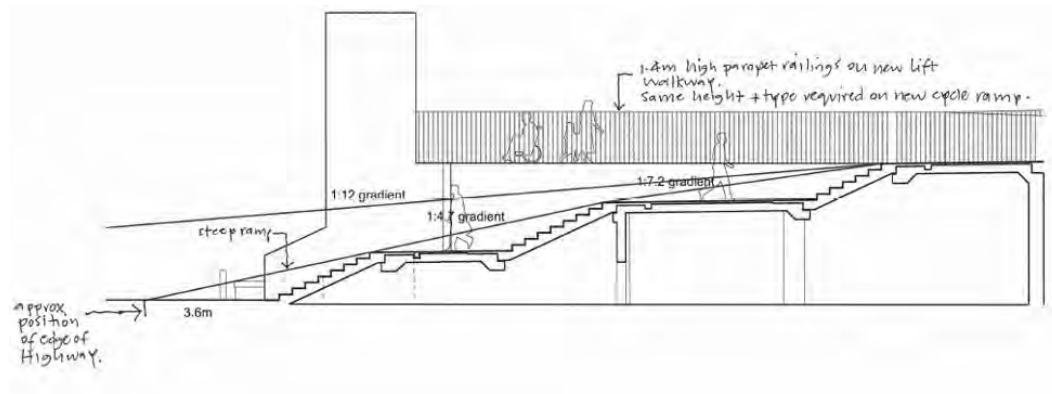 1.4m high parapet railings on new lift
walkway.
Same height + type required on new cycle ramp.
1:12 gradient
1:7.2 gradient
1:4.7 gradient
steep ramp
3.6m
approx
position
of edge of
Highway.